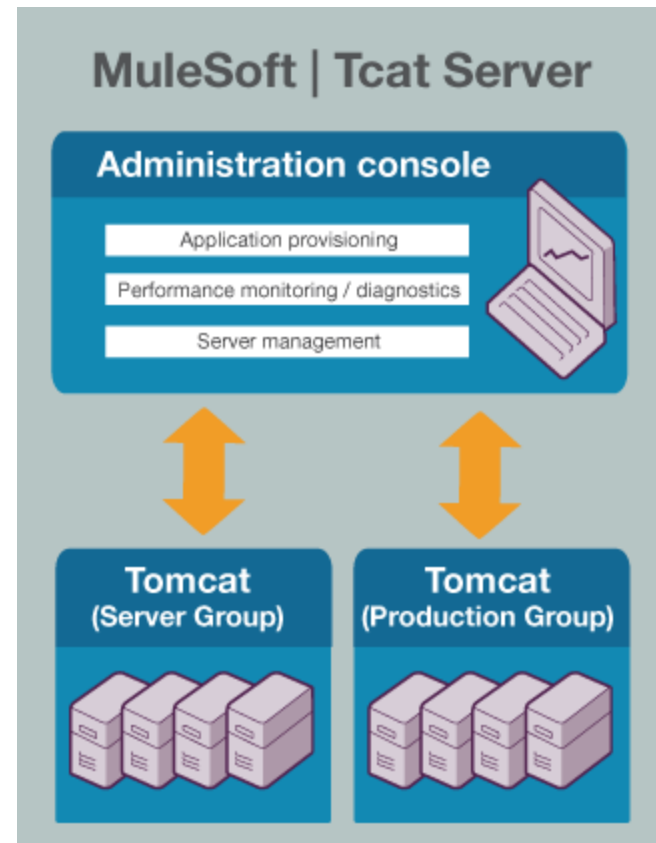 MuleSoft | Tcat Server
Administration console
Application provisioning
Performance monitoring / diagnostics
Server management
Tomcat
(Server Group)
Tomcat
(Production Group)